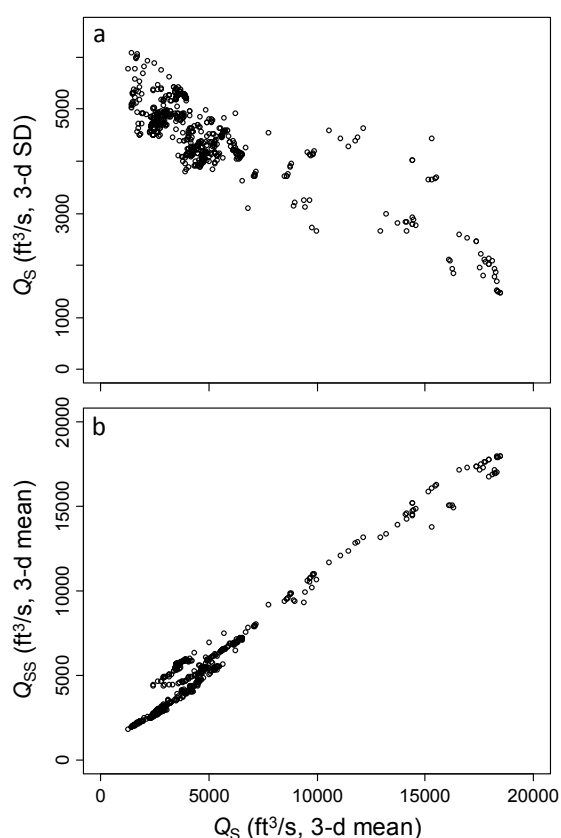 a
Q_S (ft³/s, 3-d SD)
5000
3000
1000
0
b
Q_SS (ft³/s, 3-d mean)
20000
15000
10000
5000
0
0 5000 10000 15000 20000
Q_S (ft³/s, 3-d mean)